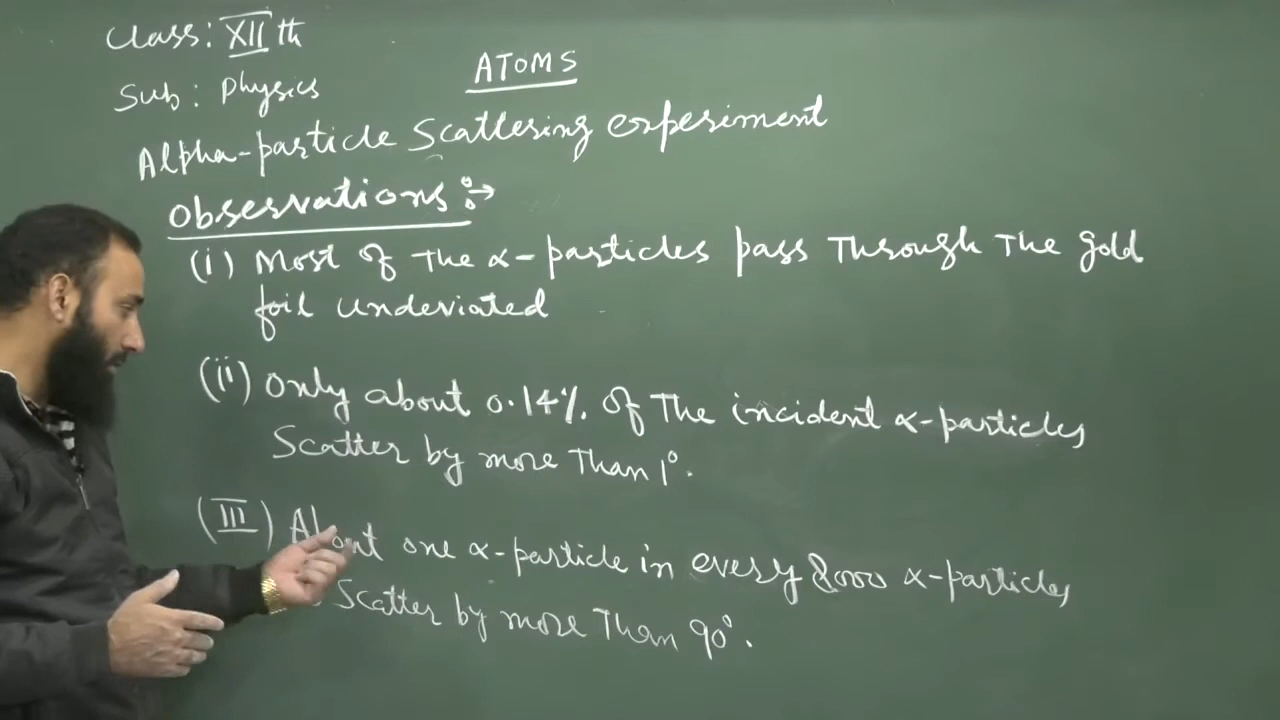 Class: XII th
Sub: Physics
ATOMS
Alpha-particle Scattering experiment
Observations :→
(i) Most of The α-particles pass Through The gold
foil undeviated
(ii) Only about 0.14% of The incident α-particles
Scatter by more Than 1°.
(III) About one α-particle in every 8000 α-particles
Scatter by more Than 90°.